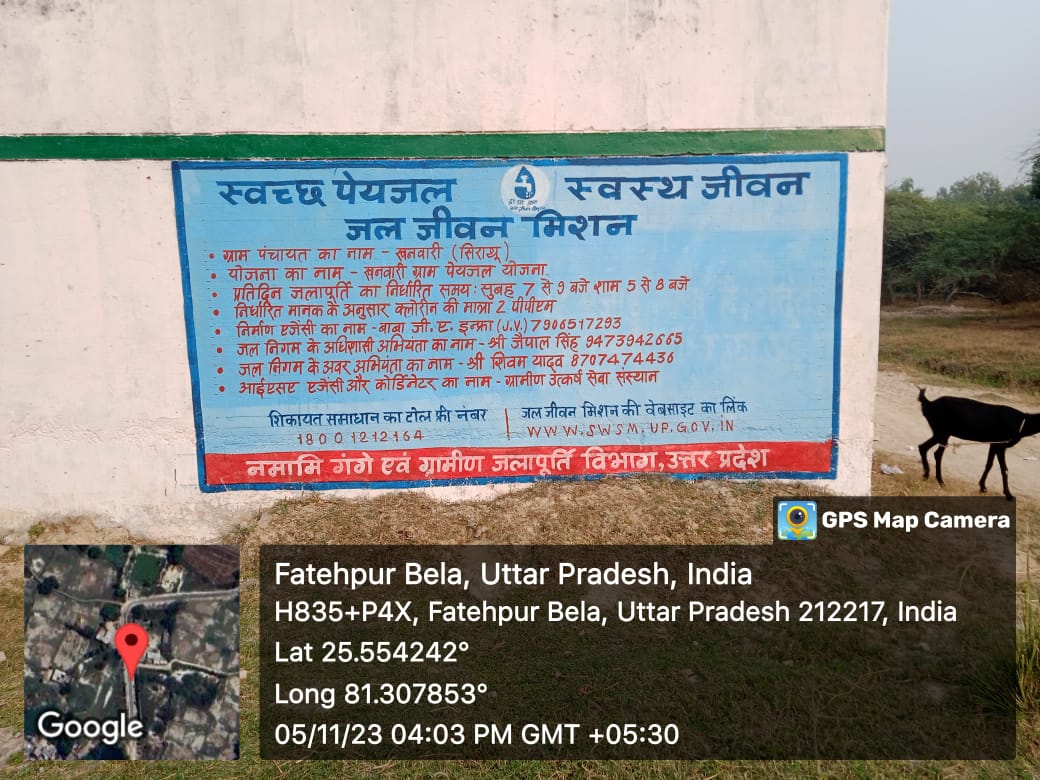 स्वच्छ पेयजल स्वस्थ जीवन
जल जीवन मिशन
• ग्राम पंचायत का नाम - खनवारी (सिराथू)
• योजना का नाम - खनवारी ग्राम पेयजल योजना
• प्रतिदिन जलापूर्ति का निर्धारित समय: सुबह 7 से 9 बजे शाम 5 से 8 बजे
• निर्धारित मानक के अनुसार क्लोरीन की मात्रा 2 पीपीएम
• निर्माण एजेंसी का नाम - बाबा जी. ए. इन्फ्रा (J.V.) 7906517293
• जल निगम के अधिशासी अभियंता का नाम - श्री जैपाल सिंह 9473942665
• जल निगम के अवर अभियंता का नाम - श्री शिवम यादव 8707474436
• आईएसए एजेंसी और कोर्डिनेटर का नाम - ग्रामीण उत्कर्ष सेवा संस्थान
शिकायत समाधान का टोल फ्री नंबर
18001212164
जल जीवन मिशन की वेबसाइट का लिंक
WWW.SWSM.UP.GOV.IN
नमामि गंगे एवं ग्रामीण जलापूर्ति विभाग, उत्तर प्रदेश
GPS Map Camera
Fatehpur Bela, Uttar Pradesh, India
H835+P4X, Fatehpur Bela, Uttar Pradesh 212217, India
Lat 25.554242°
Long 81.307853°
05/11/23 04:03 PM GMT +05:30
Google